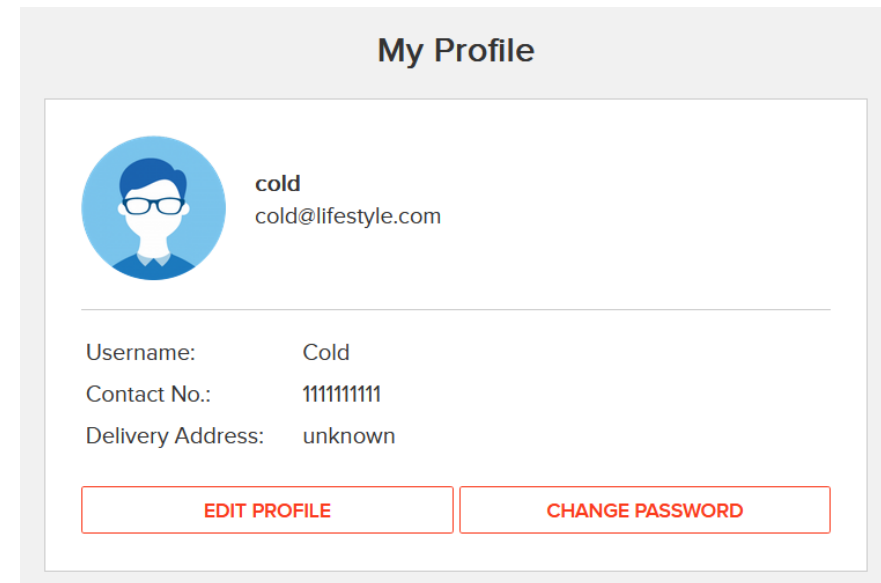 My Profile
cold
cold@lifestyle.com
Username: Cold
Contact No.: 1111111111
Delivery Address: unknown
EDIT PROFILE CHANGE PASSWORD